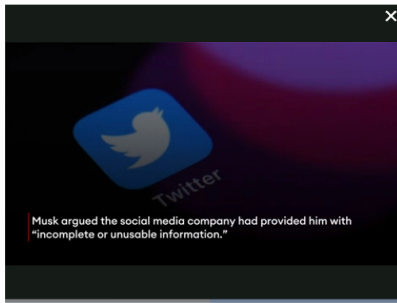 Twitter
Musk argued the social media company had provided him with
“incomplete or unusable information.”